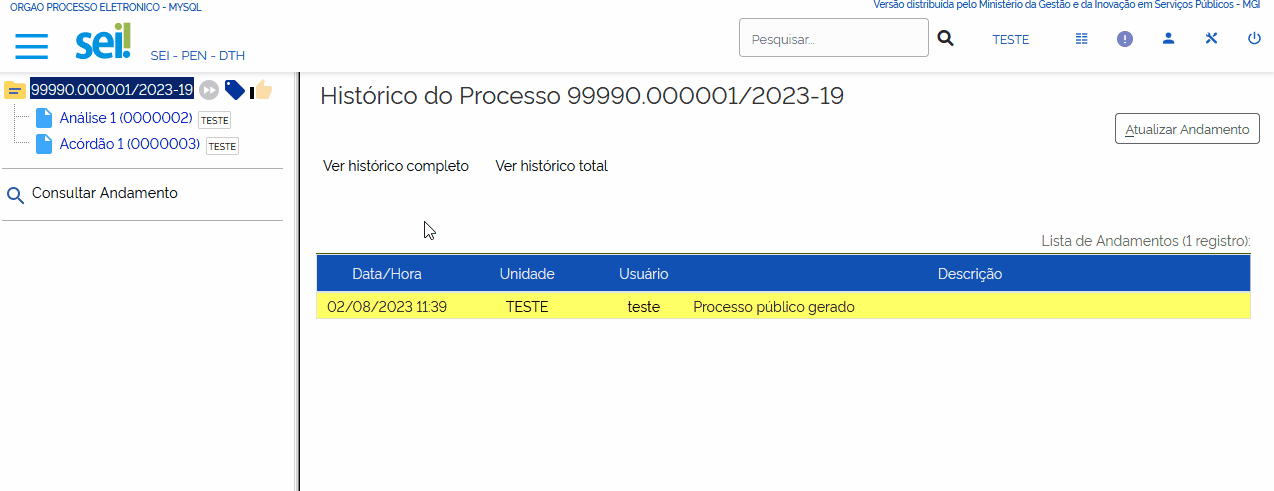 ORGAO PROCESSO ELETRONICO - MYSQL
Versão distribuída pelo Ministério da Gestão e da Inovação em Serviços Públicos - MGI
sei!
SEI - PEN - DTH
Pesquisar...
TESTE
99990.000001/2023-19
Análise 1 (0000002) TESTE
Acórdão 1 (0000003) TESTE
Consultar Andamento
Histórico do Processo 99990.000001/2023-19
Atualizar Andamento
Ver histórico completo Ver histórico total
Lista de Andamentos (1 registro):
Data/Hora Unidade Usuário Descrição
02/08/2023 11:39 TESTE teste Processo público gerado